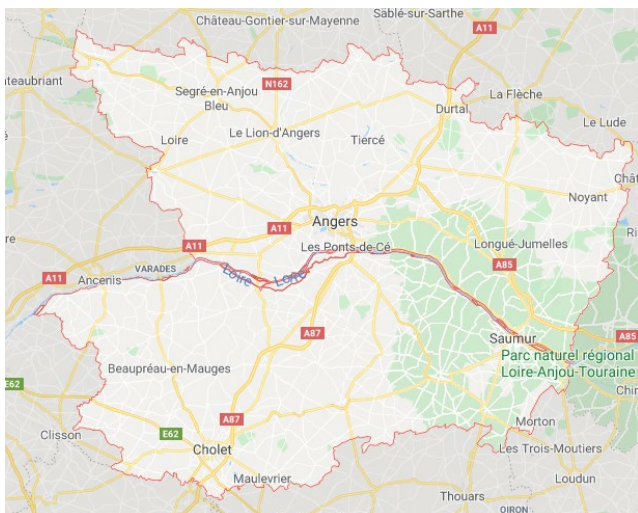 Château-Gontier-sur-Mayenne
Sablé-sur-Sarthe
A11
teaubriant
N162
Segré-en-Anjou
Bleu
La Flèche
Durtal
Le Lude
Loire
Le Lion-d'Angers
Tiercé
Chât
Noyant
Angers
A11
Ri
A11
Les Ponts-de-Cé
Longué-Jumelles
VARADES
A11
Ancenis
Loire
Loire
A85
A87
Saumur
A85
Parc naturel régional
Loire-Anjou-Touraine
Beaupréau-en-Mauges
E62
Chin
A87
Morton
Clisson
E62
Cholet
Les Trois-Moutiers
Maulevrier
Loudun
Thouars
OIRON